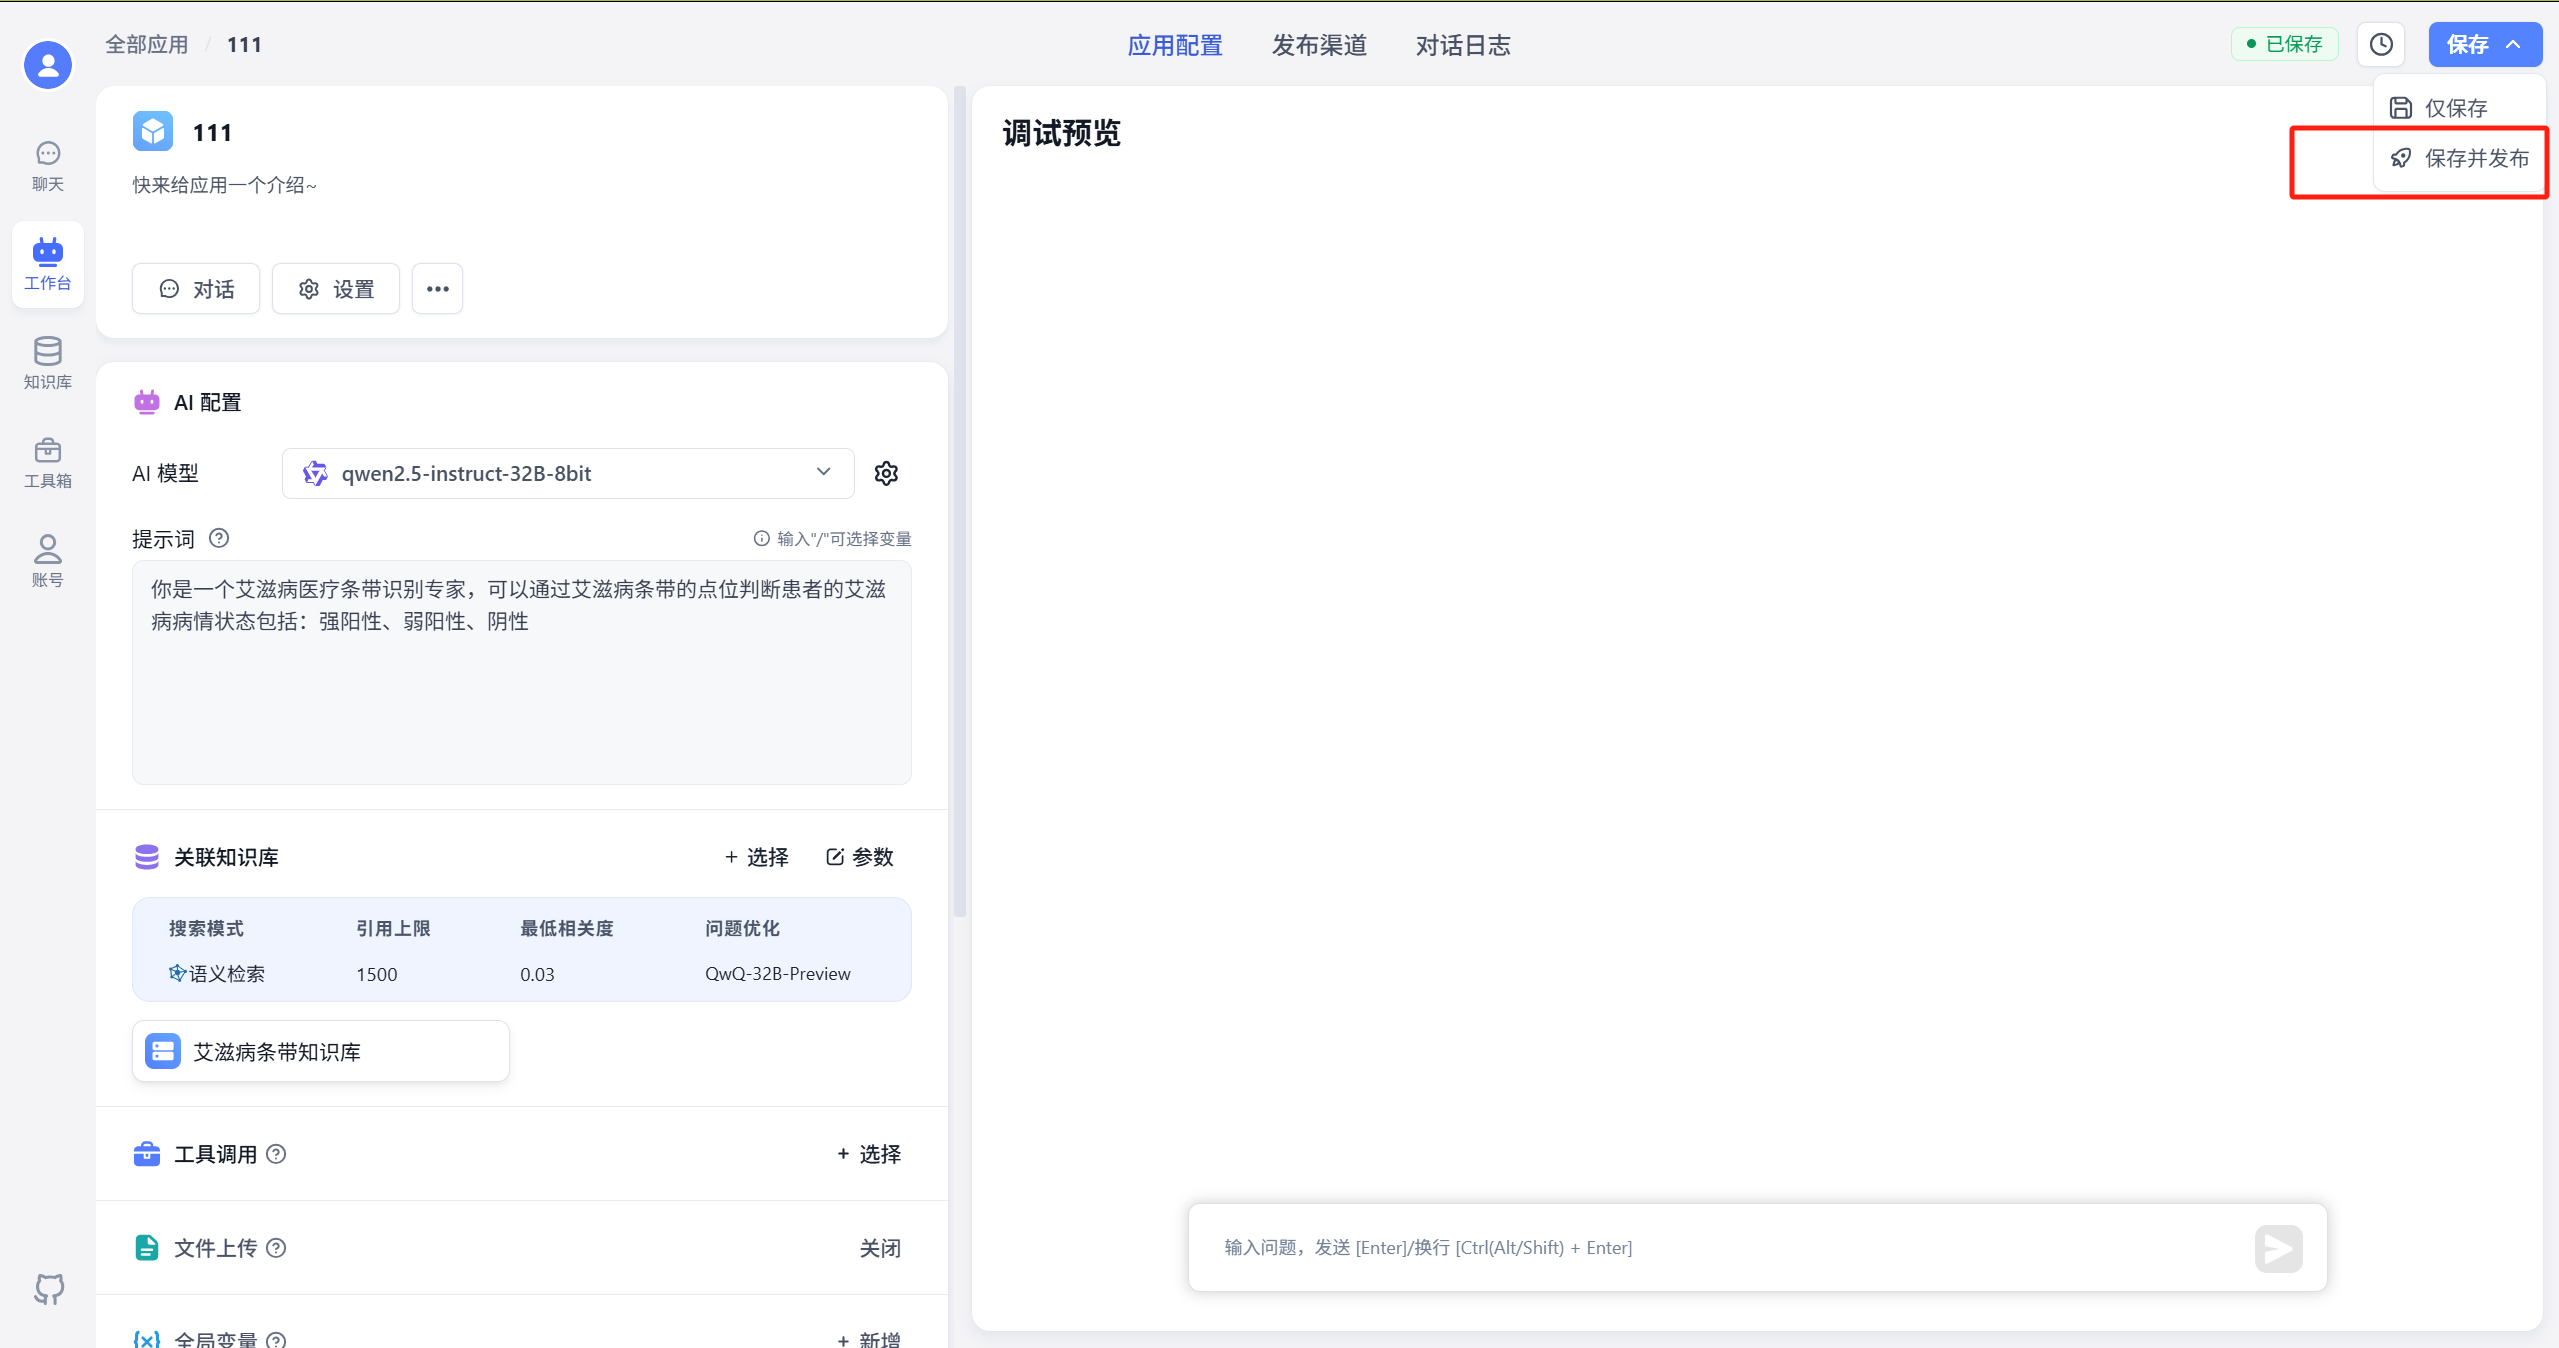 全部应用 / 111
应用配置
发布渠道
对话日志
已保存
保存
仅保存
保存并发布
聊天
工作台
知识库
工具箱
账号
111
快来给应用一个介绍~
对话
设置
AI 配置
AI 模型
qwen2.5-instruct-32B-8bit
提示词
输入"/"可选择变量
你是一个艾滋病医疗条带识别专家，可以通过艾滋病条带的点位判断患者的艾滋
病病情状态包括：强阳性、弱阳性、阴性
关联知识库
+ 选择
参数
搜索模式
引用上限
最低相关度
问题优化
语义检索
1500
0.03
QwQ-32B-Preview
艾滋病条带知识库
工具调用
+ 选择
文件上传
关闭
全局变量
+ 新增
调试预览
输入问题，发送 [Enter]/换行 [Ctrl(Alt/Shift) + Enter]